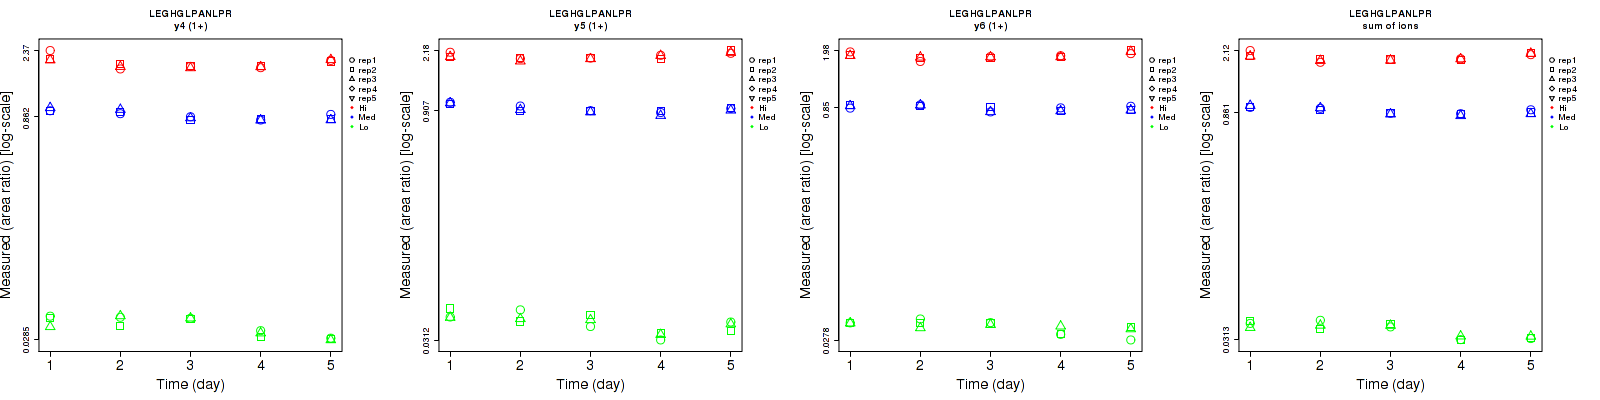 LEGHGLPANLPR
y4 (1+)
Measured (area ratio) [log-scale]
2.37
0.862
0.0285
1 2 3 4 5
Time (day)
rep1
rep2
rep3
rep4
rep5
Hi
Med
Lo
LEGHGLPANLPR
y5 (1+)
Measured (area ratio) [log-scale]
2.18
0.907
0.0312
1 2 3 4 5
Time (day)
rep1
rep2
rep3
rep4
rep5
Hi
Med
Lo
LEGHGLPANLPR
y6 (1+)
Measured (area ratio) [log-scale]
1.98
0.85
0.0278
1 2 3 4 5
Time (day)
rep1
rep2
rep3
rep4
rep5
Hi
Med
Lo
LEGHGLPANLPR
sum of ions
Measured (area ratio) [log-scale]
2.12
0.861
0.0313
1 2 3 4 5
Time (day)
rep1
rep2
rep3
rep4
rep5
Hi
Med
Lo